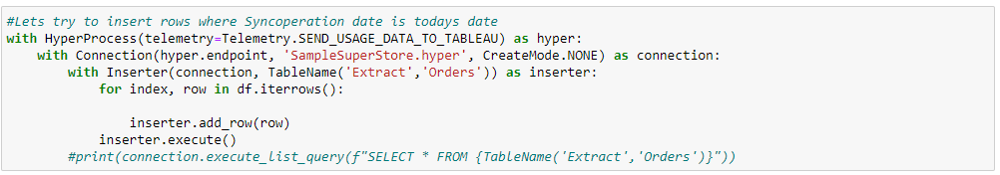 #Lets try to insert rows where Syncoperation date is todays date
with HyperProcess(telemetry=Telemetry.SEND_USAGE_DATA_TO_TABLEAU) as hyper:
    with Connection(hyper.endpoint, 'SampleSuperStore.hyper', CreateMode.NONE) as connection:
        with Inserter(connection, TableName('Extract','Orders')) as inserter:
            for index, row in df.iterrows():
                inserter.add_row(row)
            inserter.execute()
        #print(connection.execute_list_query(f"SELECT * FROM {TableName('Extract','Orders')}"))